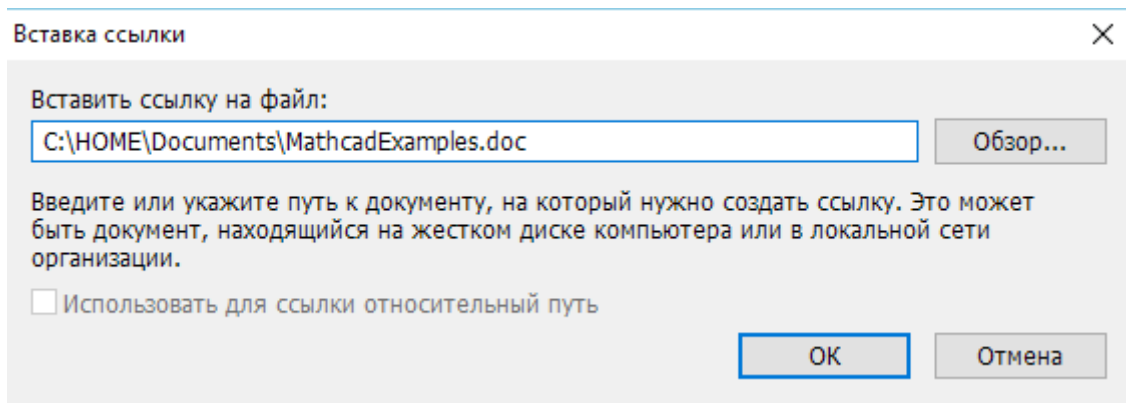 Вставка ссылки
Вставить ссылку на файл:
C:\HOME\Documents\MathcadExamples.doc
Обзор...
Введите или укажите путь к документу, на который нужно создать ссылку. Это может
быть документ, находящийся на жестком диске компьютера или в локальной сети
организации.
Использовать для ссылки относительный путь
ОК
Отмена